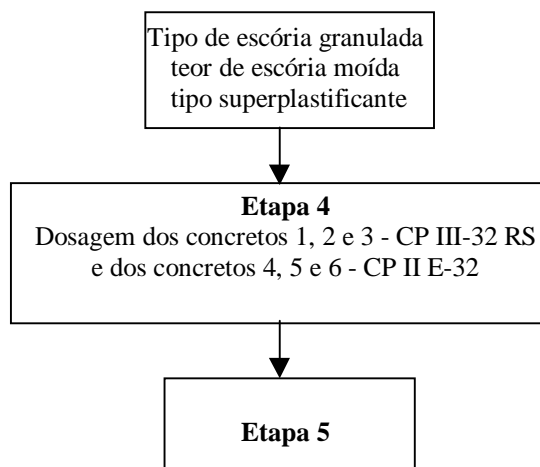 Tipo de escória granulada
teor de escória moída
tipo superplastificante
Etapa 4
Dosagem dos concretos 1, 2 e 3 - CP III-32 RS
e dos concretos 4, 5 e 6 - CP II E-32
Etapa 5